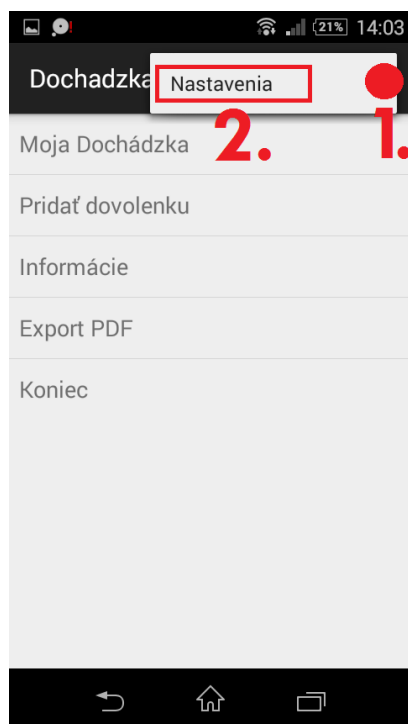 21% 14:03
Dochadzka
Nastavenia
1.
2.
Moja Dochádzka
Pridať dovolenku
Informácie
Export PDF
Koniec